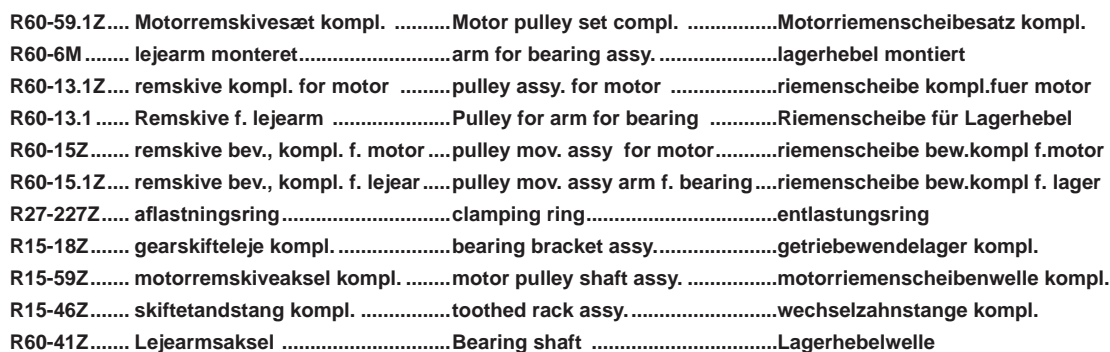 R60-59.1Z.... Motorremskivesæt kompl. ..........Motor pulley set compl. ...............Motorriemenscheibesatz kompl.
R60-6M ........ lejearm monteret..........................arm for bearing assy. ....................lagerhebel montiert
R60-13.1Z.... remskive kompl. for motor .........pulley assy. for motor ..................riemenscheibe kompl.fuer motor
R60-13.1 ...... Remskive f. lejearm ....................Pulley for arm for bearing ............Riemenscheibe für Lagerhebel
R60-15Z....... remskive bev., kompl. f. motor ....pulley mov. assy for motor...........riemenscheibe bew.kompl f.motor
R60-15.1Z.... remskive bev., kompl. f. lejear .....pulley mov. assy arm f. bearing....riemenscheibe bew.kompl f. lager
R27-227Z..... aflastningsring.............................clamping ring.................................entlastungsring
R15-18Z....... gearskifteleje kompl. ...................bearing bracket assy.....................getriebewendelager kompl.
R15-59Z....... motorremskiveaksel kompl. ........motor pulley shaft assy. ...............motorriemenscheibenwelle kompl.
R15-46Z....... skiftetandstang kompl. ................toothed rack assy..........................wechselzahnstange kompl.
R60-41Z....... Lejearmsaksel .............................Bearing shaft ................................Lagerhebelwelle